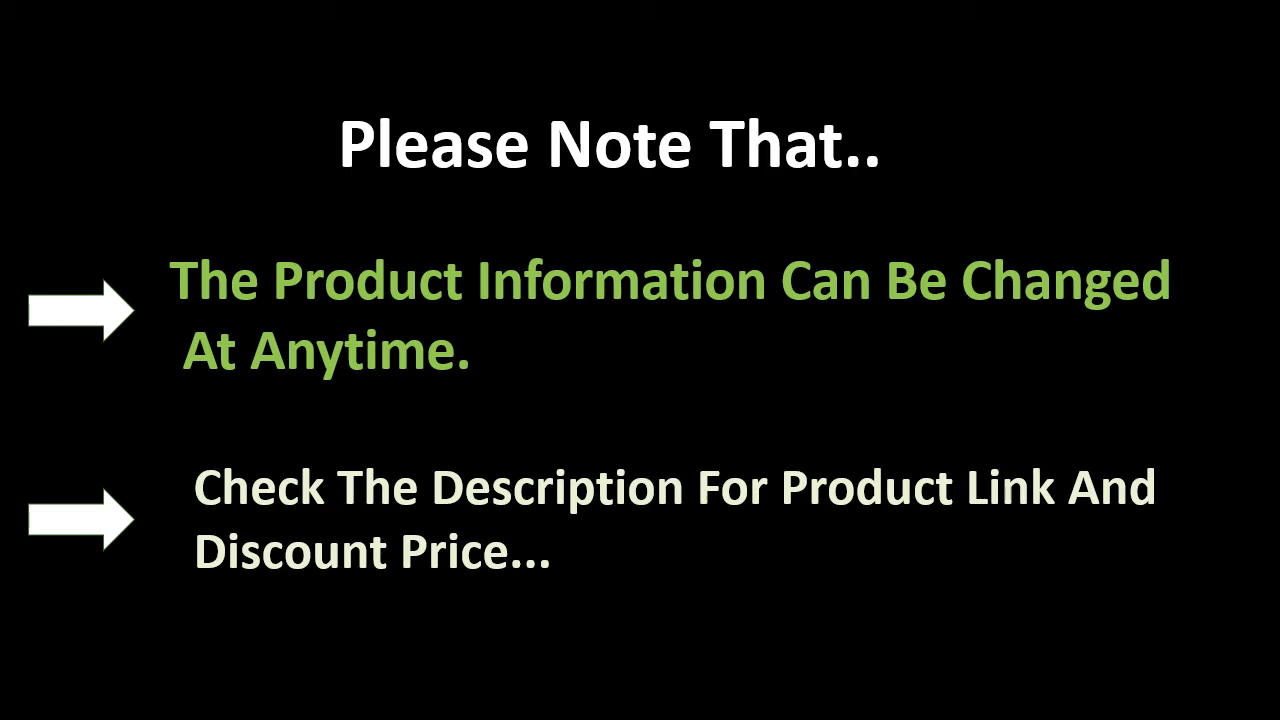 Please Note That..
The Product Information Can Be Changed
At Anytime.
Check The Description For Product Link And
Discount Price...